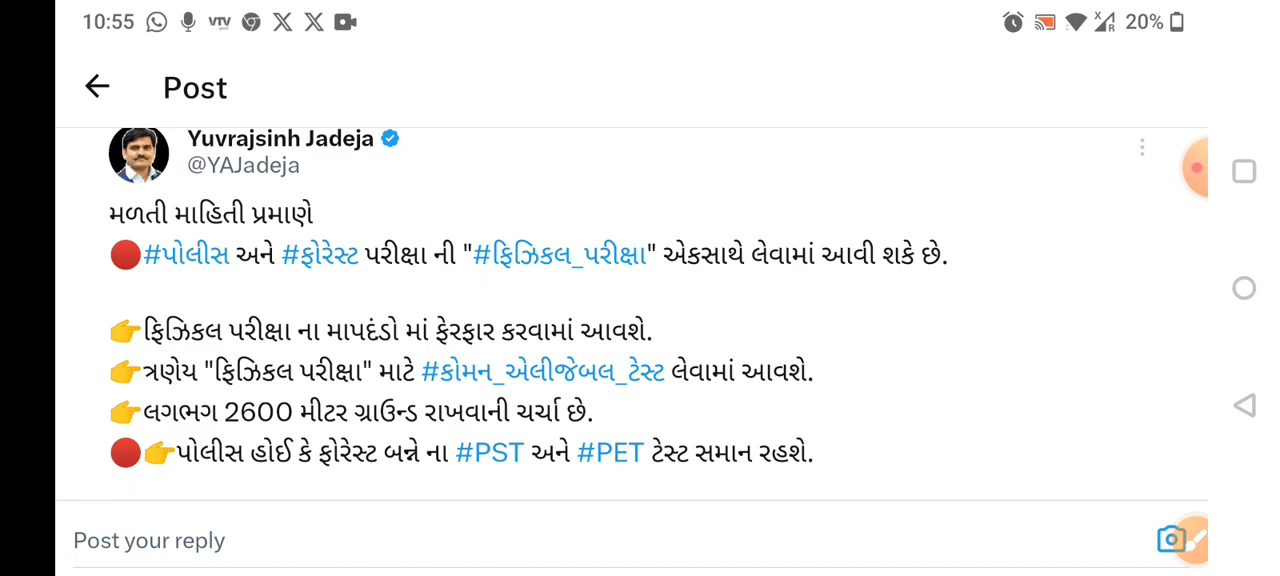 10:55 VTV 20%
Post
Yuvrajsinh Jadeja
@YAJadeja
મળતી માહિતી પ્રમાણે
🔴#પોલીસ અને #ફોરેસ્ટ પરીક્ષા ની "#ફિઝિકલ_પરીક્ષા" એકસાથે લેવામાં આવી શકે છે.
👉ફિઝિકલ પરીક્ષા ના માપદંડો માં ફેરફાર કરવામાં આવશે.
👉ત્રણેય "ફિઝિકલ પરીક્ષા" માટે #કોમન_એલીજેબલ_ટેસ્ટ લેવામાં આવશે.
👉લગભગ 2600 મીટર ગ્રાઉન્ડ રાખવાની ચર્ચા છે.
🔴👉પોલીસ હોઈ કે ફોરેસ્ટ બન્ને ના #PST અને #PET ટેસ્ટ સમાન રહશે.
Post your reply